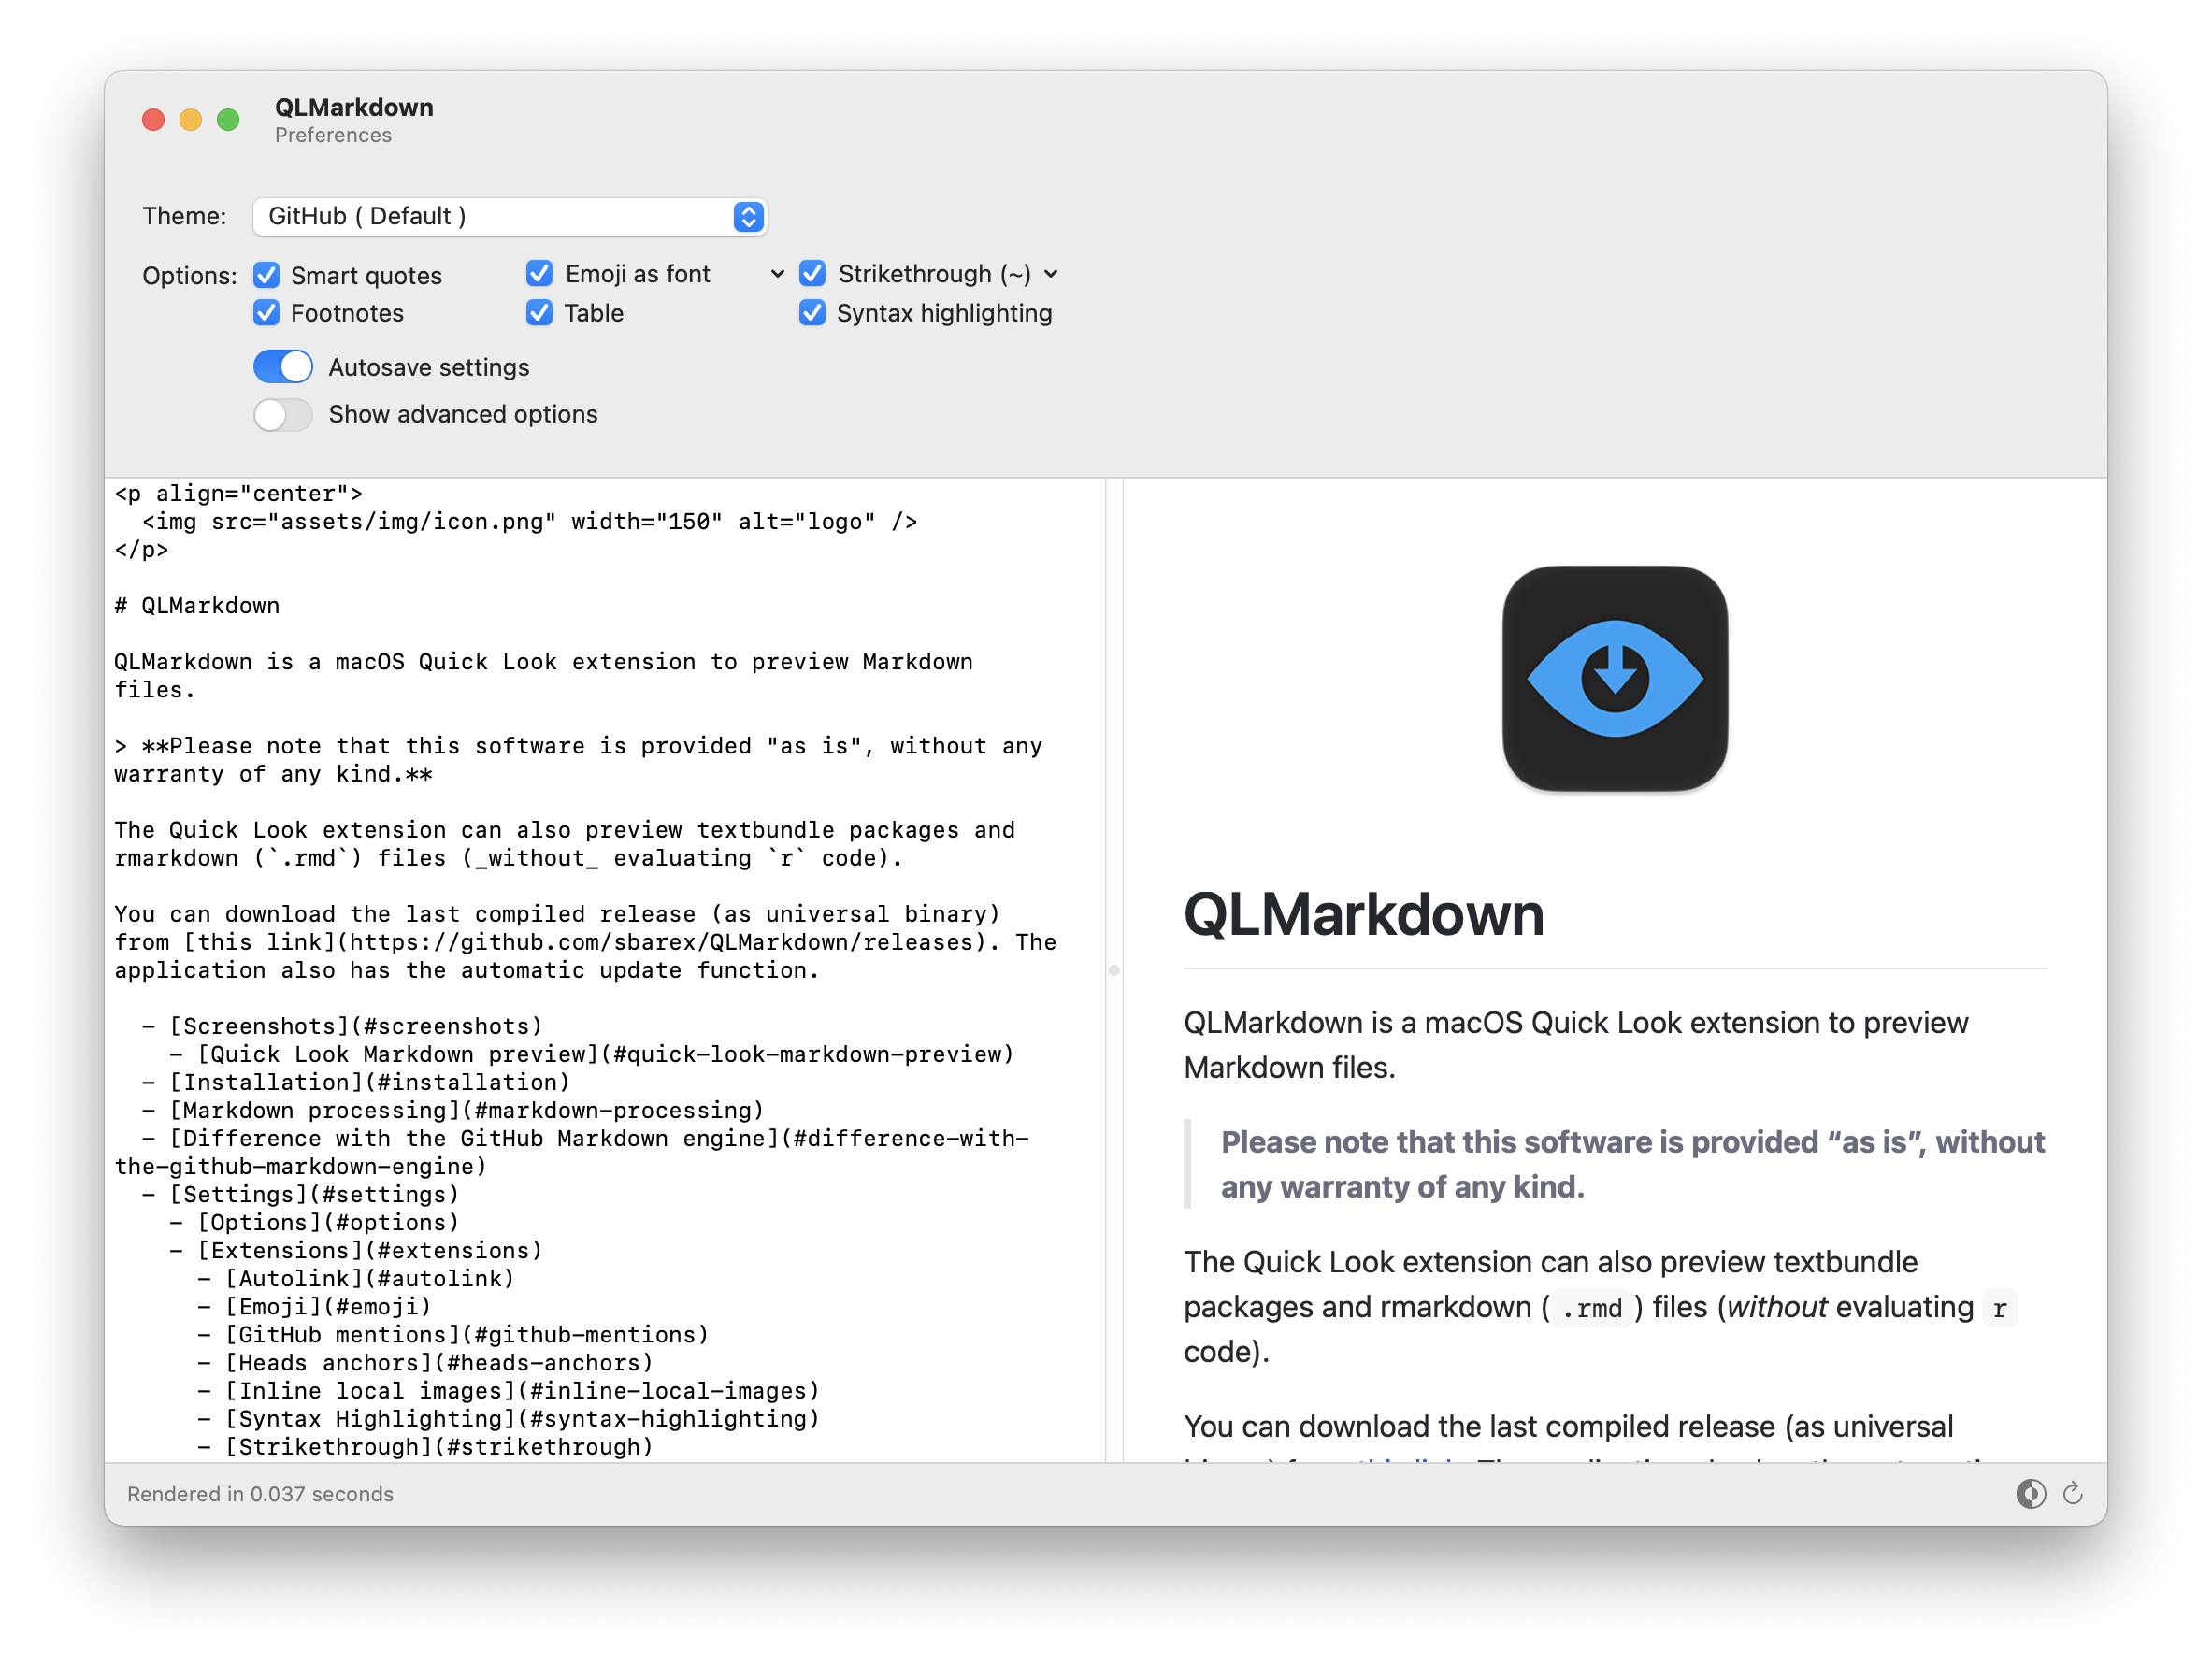 QLMarkdown
Preferences
Theme: GitHub ( Default )
Options: Smart quotes Emoji as font Strikethrough (~)
Footnotes Table Syntax highlighting
Autosave settings
Show advanced options
<p align="center">
  <img src="assets/img/icon.png" width="150" alt="logo" />
</p>
# QLMarkdown
QLMarkdown is a macOS Quick Look extension to preview Markdown
files.
> **Please note that this software is provided "as is", without any
warranty of any kind.**
The Quick Look extension can also preview textbundle packages and
rmarkdown (`.rmd`) files (_without_ evaluating `r` code).
You can download the last compiled release (as universal binary)
from [this link](https://github.com/sbarex/QLMarkdown/releases). The
application also has the automatic update function.
  - [Screenshots](#screenshots)
    - [Quick Look Markdown preview](#quick-look-markdown-preview)
  - [Installation](#installation)
  - [Markdown processing](#markdown-processing)
  - [Difference with the GitHub Markdown engine](#difference-with-
the-github-markdown-engine)
  - [Settings](#settings)
    - [Options](#options)
    - [Extensions](#extensions)
      - [Autolink](#autolink)
      - [Emoji](#emoji)
      - [GitHub mentions](#github-mentions)
      - [Heads anchors](#heads-anchors)
      - [Inline local images](#inline-local-images)
      - [Syntax Highlighting](#syntax-highlighting)
      - [Strikethrough](#strikethrough)
QLMarkdown
QLMarkdown is a macOS Quick Look extension to preview
Markdown files.
Please note that this software is provided “as is”, without
any warranty of any kind.
The Quick Look extension can also preview textbundle
packages and rmarkdown ( .rmd ) files (without evaluating r
code).
You can download the last compiled release (as universal
Rendered in 0.037 seconds